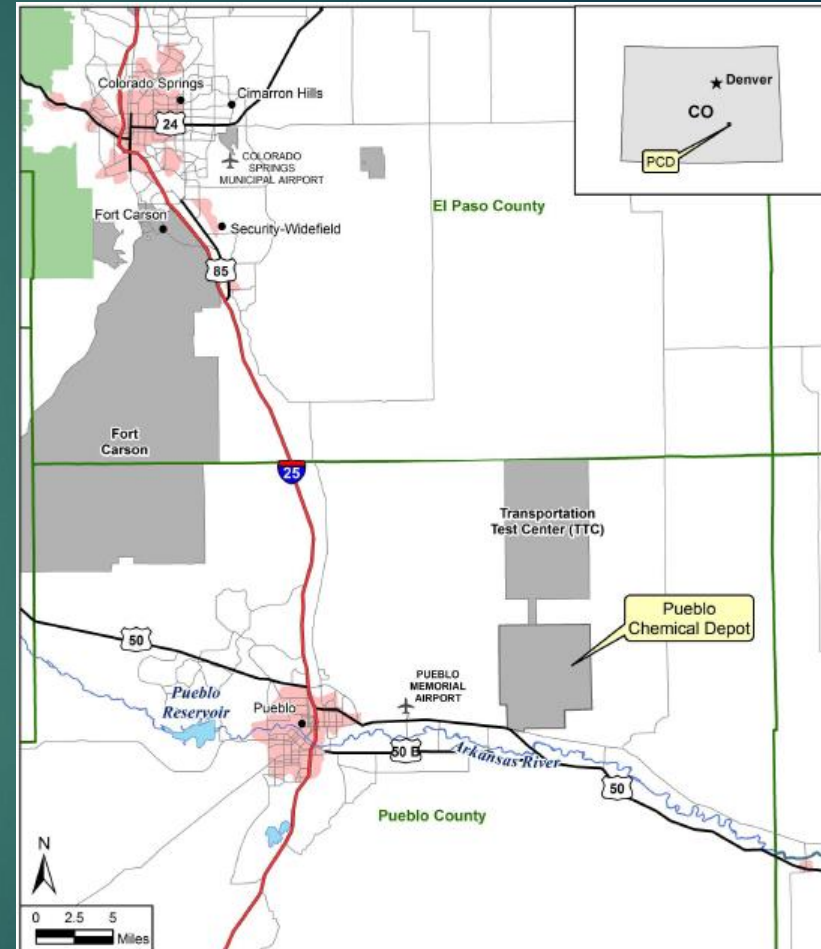 Colorado Springs
Cimarron Hills
24
COLORADO
SPRINGS
MUNICIPAL AIRPORT
Denver
CO
PCD
El Paso County
Fort Carson
Security-Widefield
85
Fort
Carson
25
Transportation
Test Center (TTC)
Pueblo
Chemical Depot
50
Pueblo
Reservoir
Pueblo
PUEBLO
MEMORIAL
AIRPORT
50 B
Arkansas River
50
Pueblo County
N
0 2.5 5
Miles